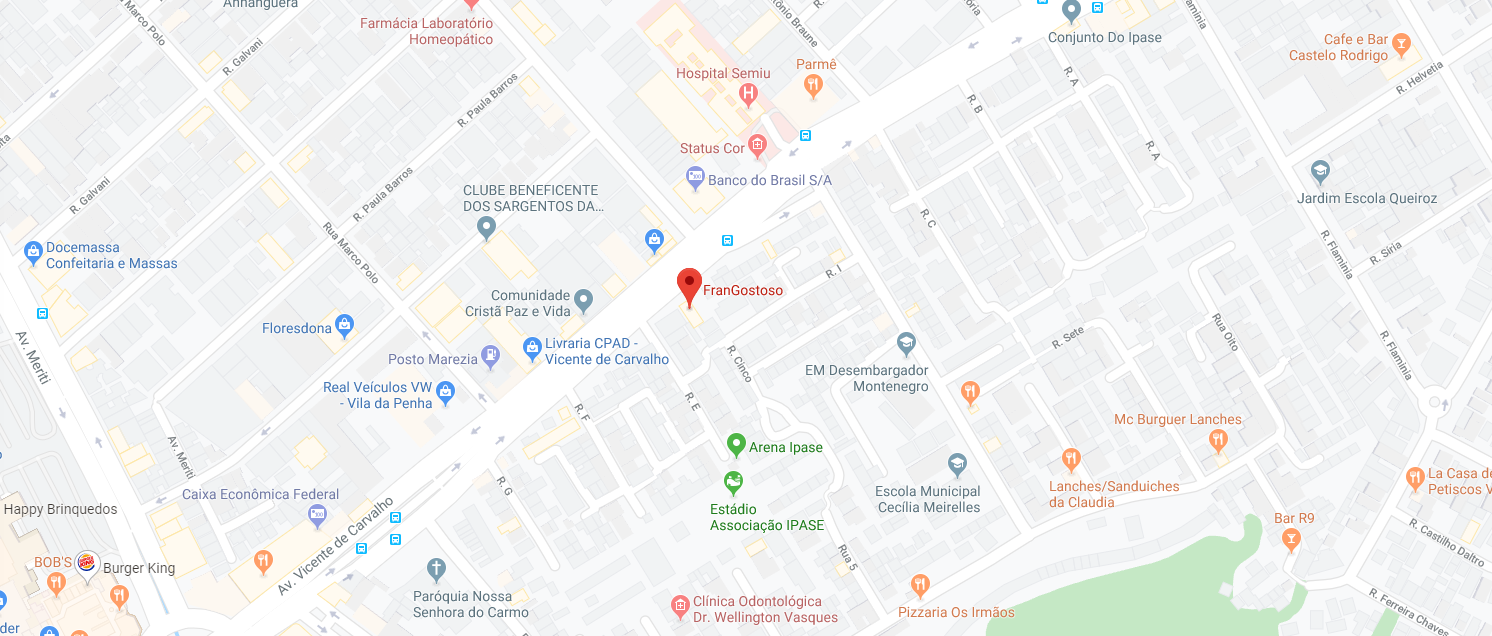 Anhanguera
Marco Polo
R. Galvani
Farmácia Laboratório
Homeopático
R. Paula Barros
Hospital Semiu
Parmê
Conjunto Do Ipase
Cafe e Bar
Castelo Rodrigo
R. Helvetia
R. A
R. B
Status Cor
Banco do Brasil S/A
R. A
Jardim Escola Queiroz
R. Galvani
R. Paula Barros
CLUBE BENEFICENTE
DOS SARGENTOS DA...
R. C
Rua Marco Polo
Docemassa
Confeitaria e Massas
R. Flaminia
R. Síria
R. I
FranGostoso
Comunidade
Cristã Paz e Vida
Floresdona
Av. Meriti
Posto Marezia
Livraria CPAD -
Vicente de Carvalho
R. Cinco
R. Sete
Rua Oito
R. Flaminia
EM Desembargador
Montenegro
Real Veículos VW
- Vila da Penha
R. E
R. F
Mc Burguer Lanches
Av. Meriti
Arena Ipase
R. G
Caixa Econômica Federal
Happy Brinquedos
Estádio
Associação IPASE
Escola Municipal
Cecília Meirelles
Lanches/Sanduiches
da Claudia
La Casa de
Petiscos V
Bar R9
R. Castilho Daltro
Av. Vicente de Carvalho
Rua 5
BOB'S
Burger King
Paróquia Nossa
Senhora do Carmo
Clínica Odontológica
Dr. Wellington Vasques
Pizzaria Os Irmãos
R. Ferreira Chaves
der